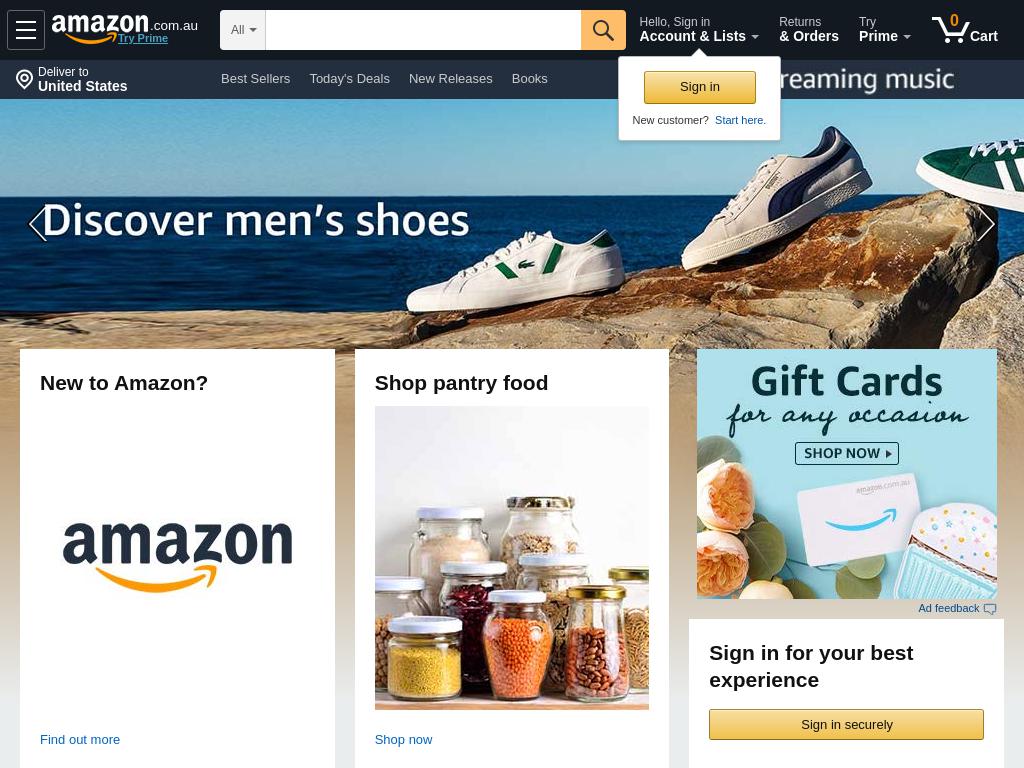 amazon.com.au
Try Prime
All
Hello, Sign in
Account & Lists
Returns
& Orders
Try
Prime
0
Cart
Deliver to
United States
Best Sellers
Today's Deals
New Releases
Books
reaming music
Sign in
New customer? Start here.
Discover men's shoes
New to Amazon?
amazon
Find out more
Shop pantry food
Shop now
Gift Cards
for any occasion
SHOP NOW
amazon.com.au
Ad feedback
Sign in for your best
experience
Sign in securely